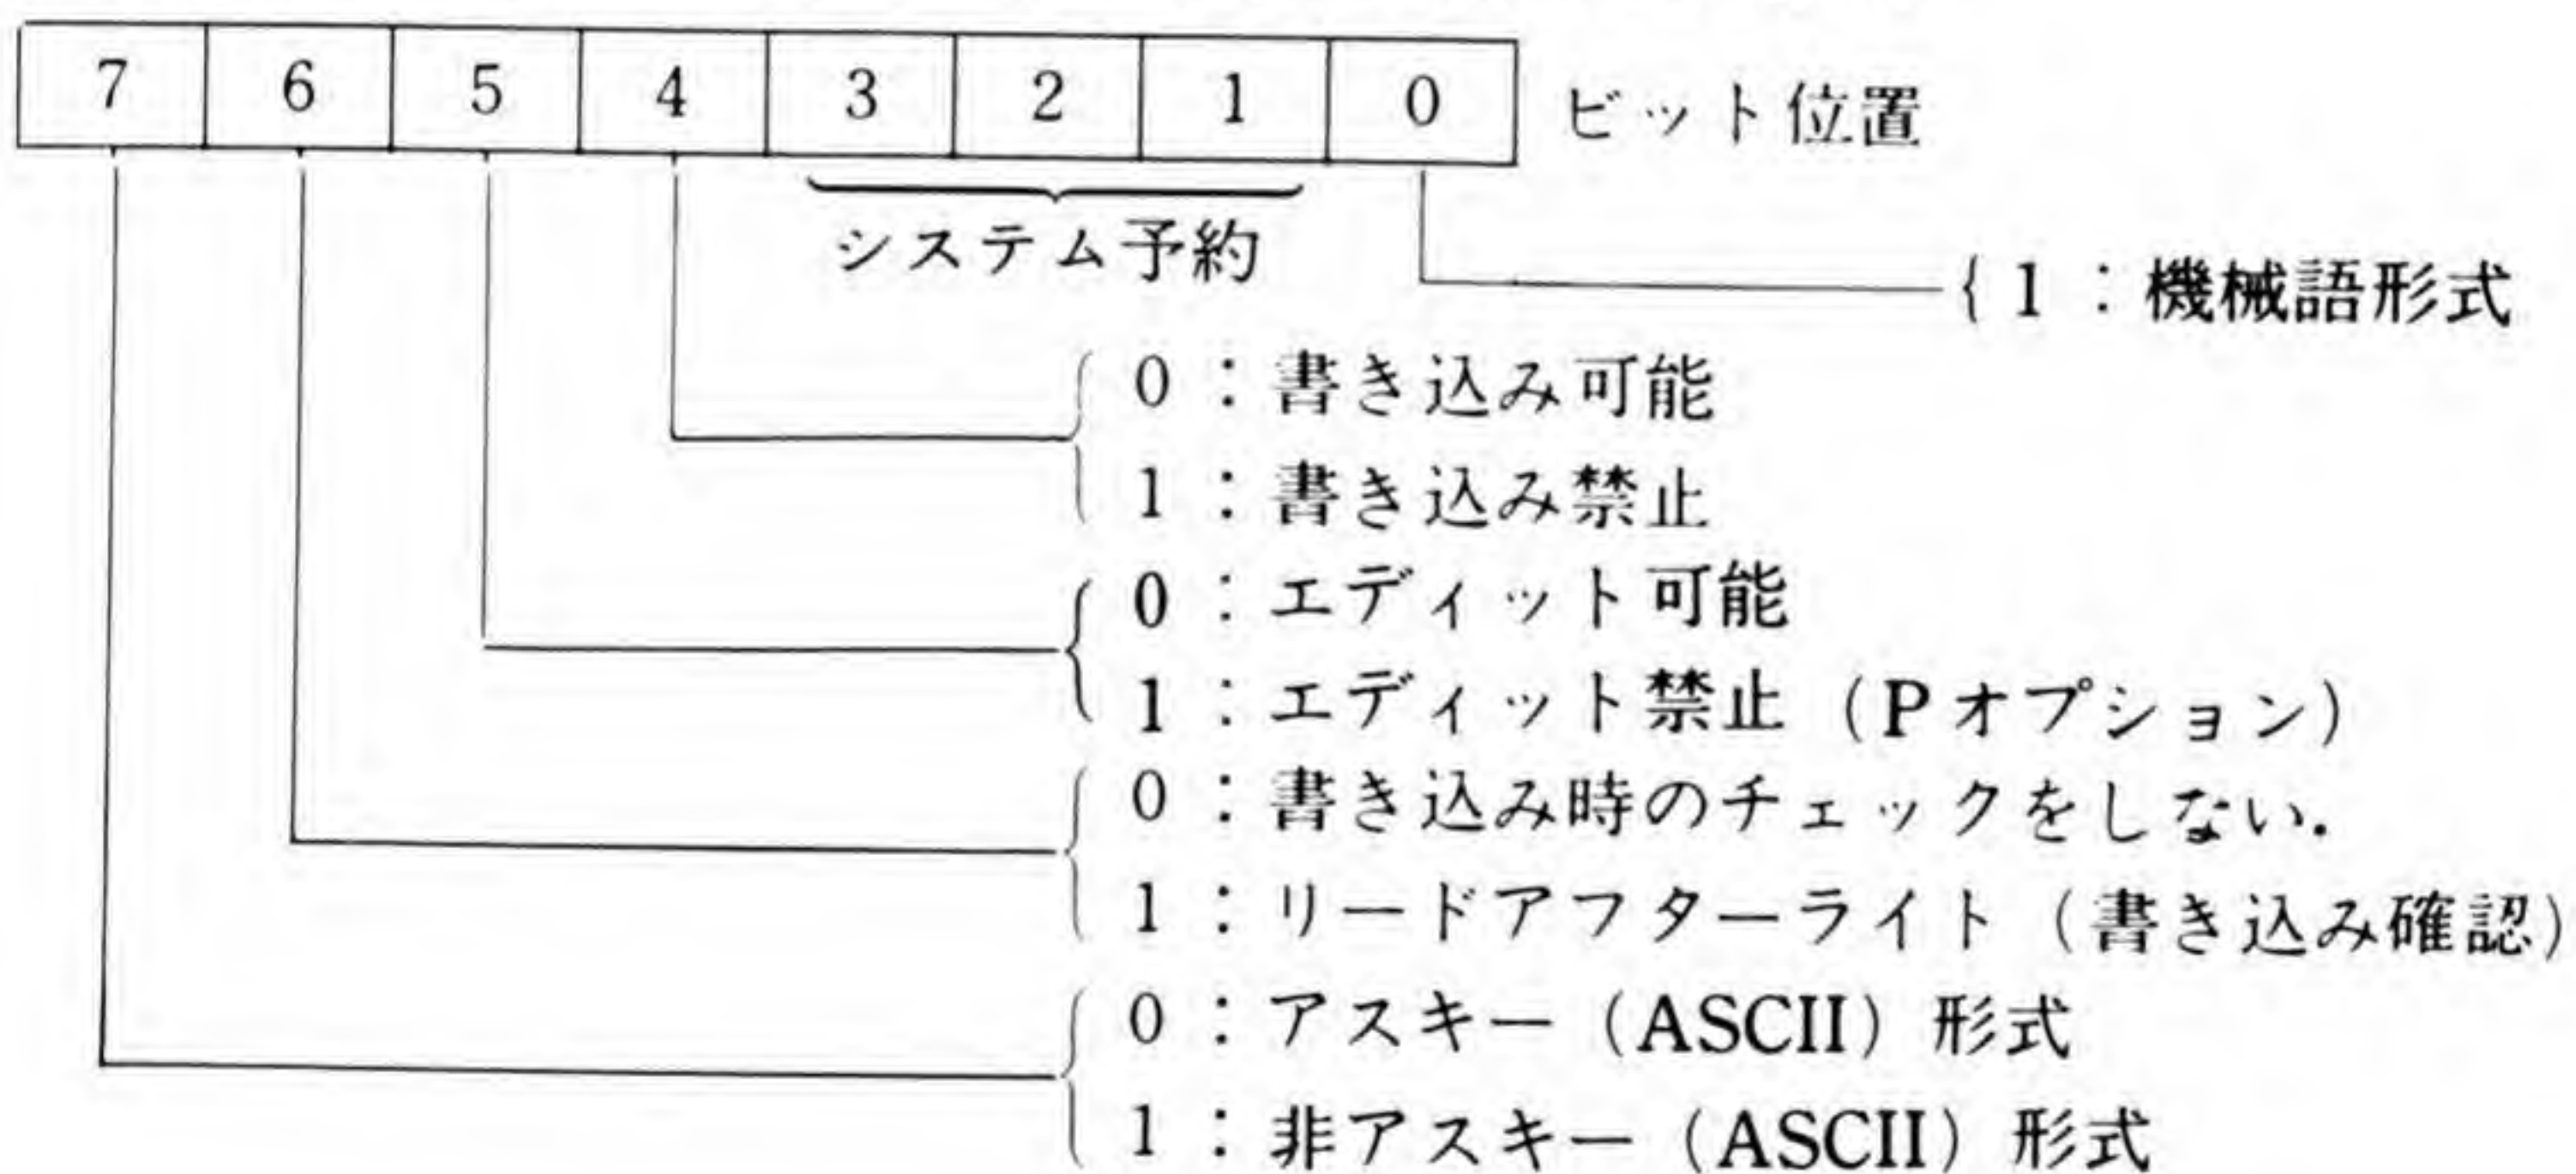 7 6 5 4 3 2 1 0 ビット位置
システム予約
{ 1 : 機械語形式
0 : 書き込み可能
1 : 書き込み禁止
0 : エディット可能
1 : エディット禁止 (P オプション)
0 : 書き込み時のチェックをしない.
1 : リードアフターライト (書き込み確認)
0 : アスキー (ASCII) 形式
1 : 非アスキー (ASCII) 形式